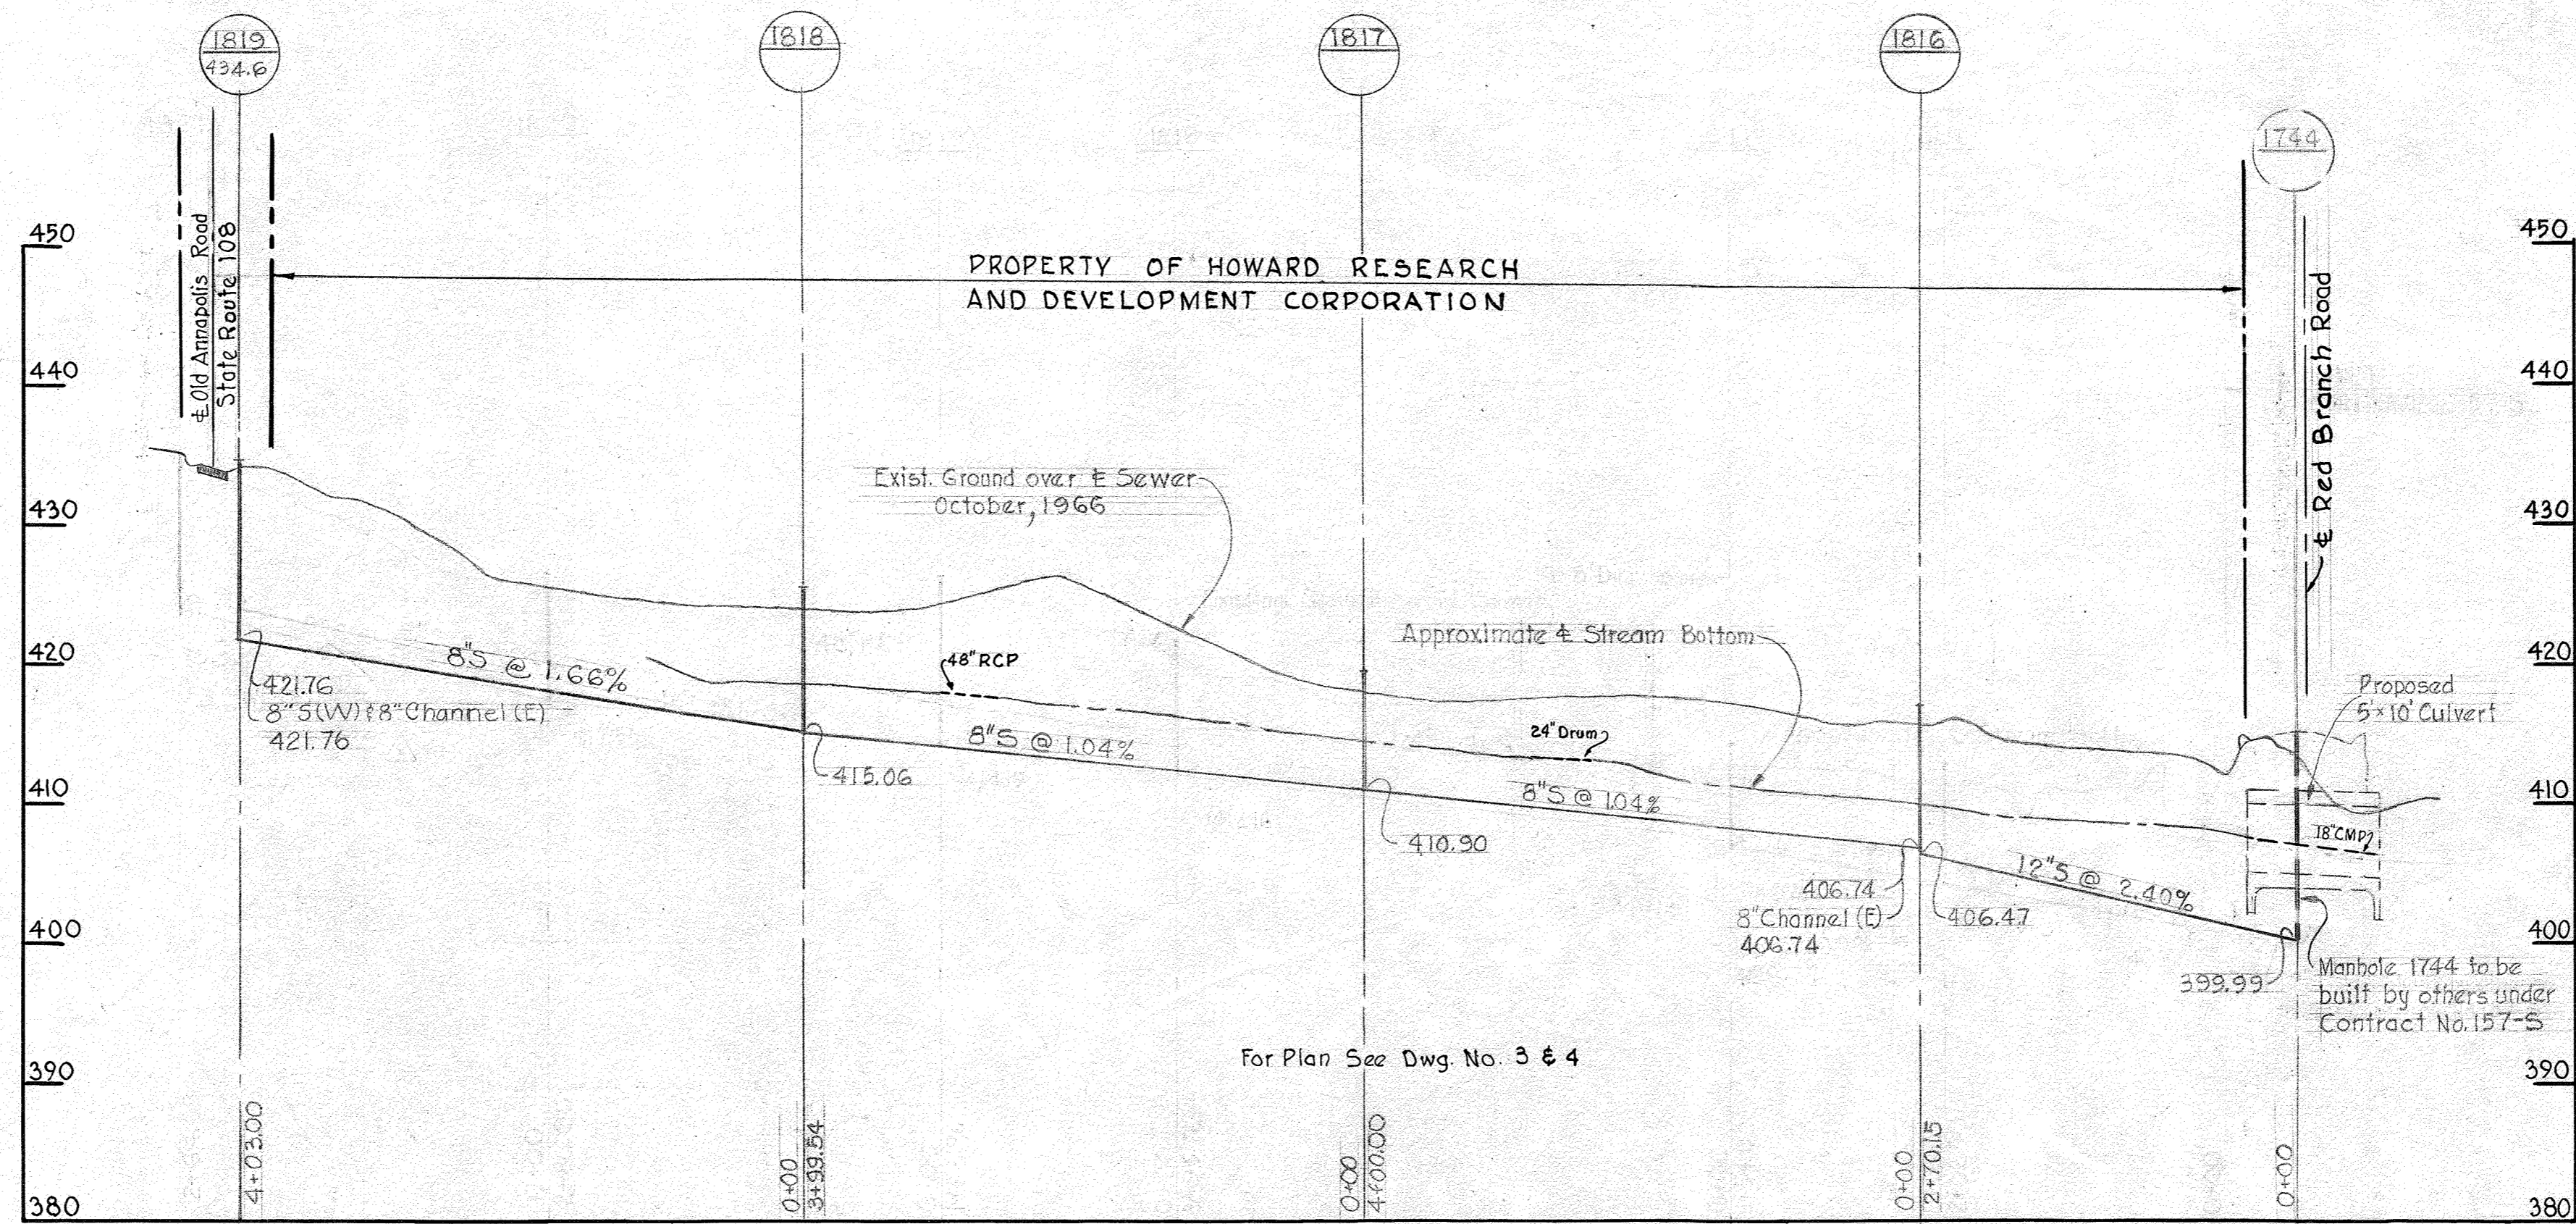 1819
434.6
1818
1817
1816
1744
450
440
430
420
410
400
390
380
℄ Old Annapolis Road
State Route 108
PROPERTY OF HOWARD RESEARCH
AND DEVELOPMENT CORPORATION
℄ Red Branch Road
450
440
430
420
410
400
390
380
Exist. Ground over ℄ Sewer
October, 1966
Approximate ℄ Stream Bottom
48" RCP
24" Drum
18" CMP
Proposed
5'x10' Culvert
8"S @ 1.66%
8"S @ 1.04%
8"S @ 1.04%
12"S @ 2.40%
421.76
8"S(W) & 8" Channel (E)
421.76
415.06
410.90
406.74
8" Channel (E)
406.74
406.47
399.99
Manhole 1744 to be
built by others under
Contract No. 157-S
For Plan See Dwg. No. 3 & 4
4+03.00
0+00
3+99.54
0+00
4+00.00
0+00
2+70.15
0+00